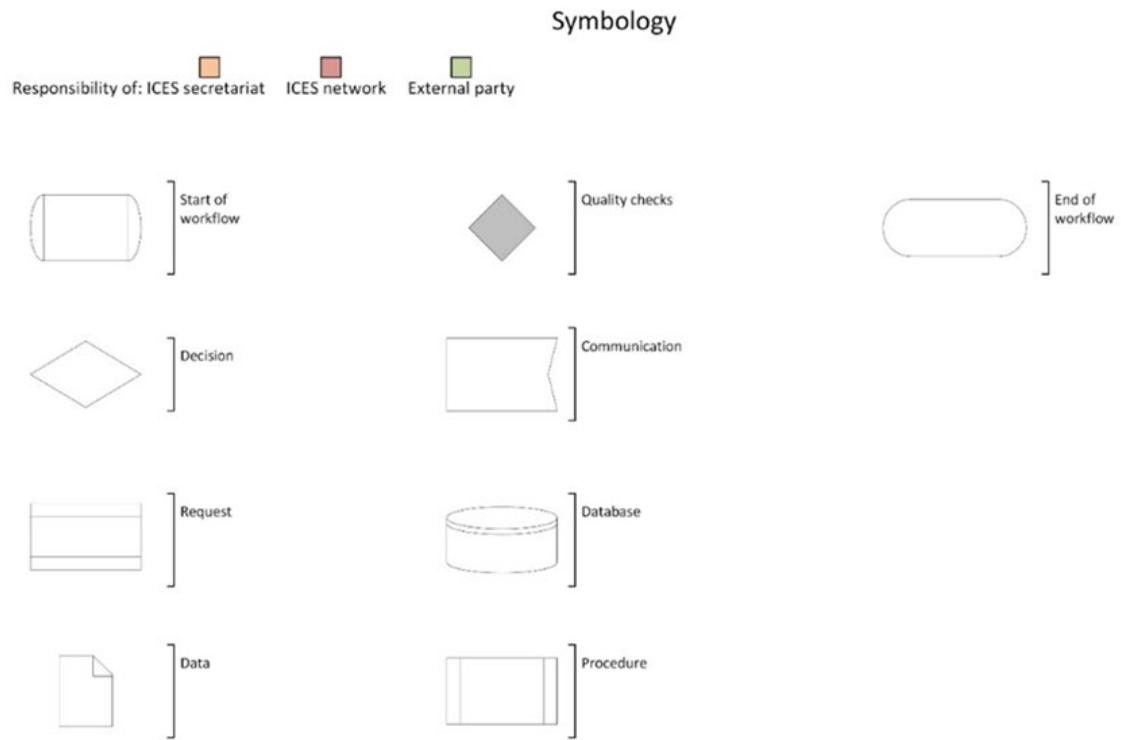 Symbology
Responsibility of: ICES secretariat ICES network External party
Start of
workflow
Quality checks
End of
workflow
Decision
Communication
Request
Database
Data
Procedure